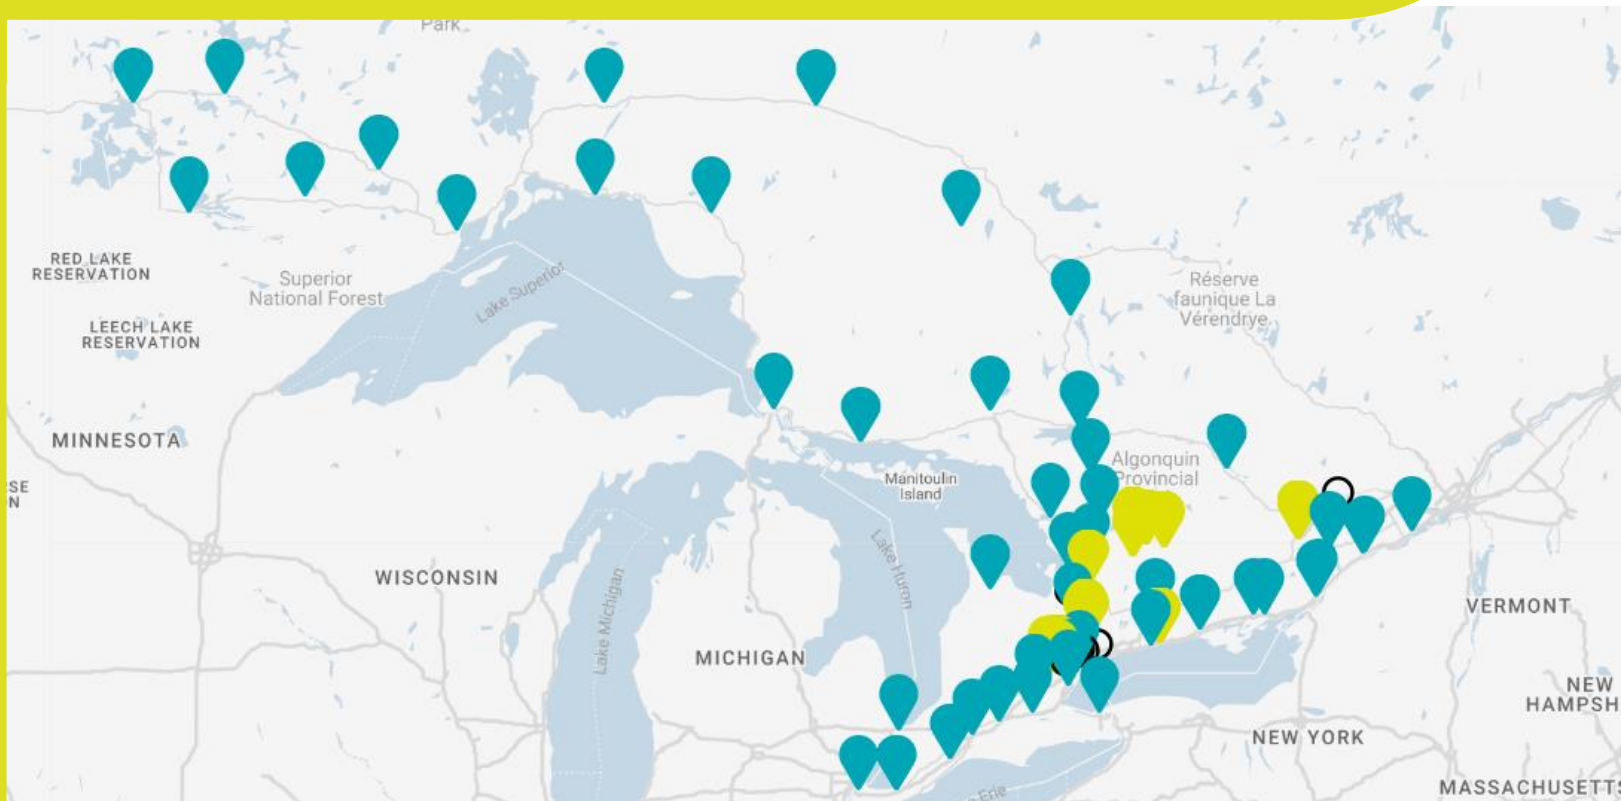 Park
RED LAKE
RESERVATION
Superior
National Forest
Lake Superior
Réserve
faunique La
Vérendrye
LEECH LAKE
RESERVATION
MINNESOTA
Algonquin
Provincial
Manitoulin
Island
SE
N
Lake Huron
WISCONSIN
Lake Michigan
MICHIGAN
VERMONT
NEW
HAMPSH
NEW YORK
MASSACHUSETTS
Erie